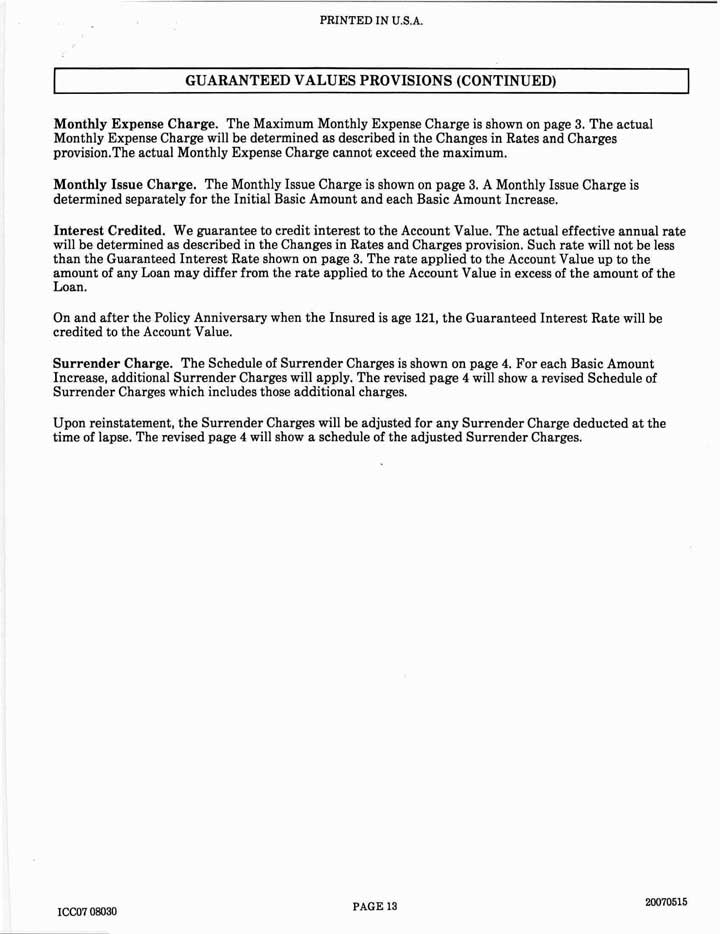 PRINTED IN U.S.A.
GUARANTEED VALUES PROVISIONS (CONTINUED)
Monthly Expense Charge. The Maximum Monthly Expense Charge is shown on page 3. The actual
Monthly Expense Charge will be determined as described in the Changes in Rates and Charges
provision.The actual Monthly Expense Charge cannot exceed the maximum.
Monthly Issue Charge. The Monthly Issue Charge is shown on page 3. A Monthly Issue Charge is
determined separately for the Initial Basic Amount and each Basic Amount Increase.
Interest Credited. We guarantee to credit interest to the Account Value. The actual effective annual rate
will be determined as described in the Changes in Rates and Charges provision. Such rate will not be less
than the Guaranteed Interest Rate shown on page 3. The rate applied to the Account Value up to the
amount of any Loan may differ from the rate applied to the Account Value in excess of the amount of the
Loan.
On and after the Policy Anniversary when the Insured is age 121, the Guaranteed Interest Rate will be
credited to the Account Value.
Surrender Charge. The Schedule of Surrender Charges is shown on page 4. For each Basic Amount
Increase, additional Surrender Charges will apply. The revised page 4 will show a revised Schedule of
Surrender Charges which includes those additional charges.
Upon reinstatement, the Surrender Charges will be adjusted for any Surrender Charge deducted at the
time of lapse. The revised page 4 will show a schedule of the adjusted Surrender Charges.
ICC07 08030
PAGE 13
20070515